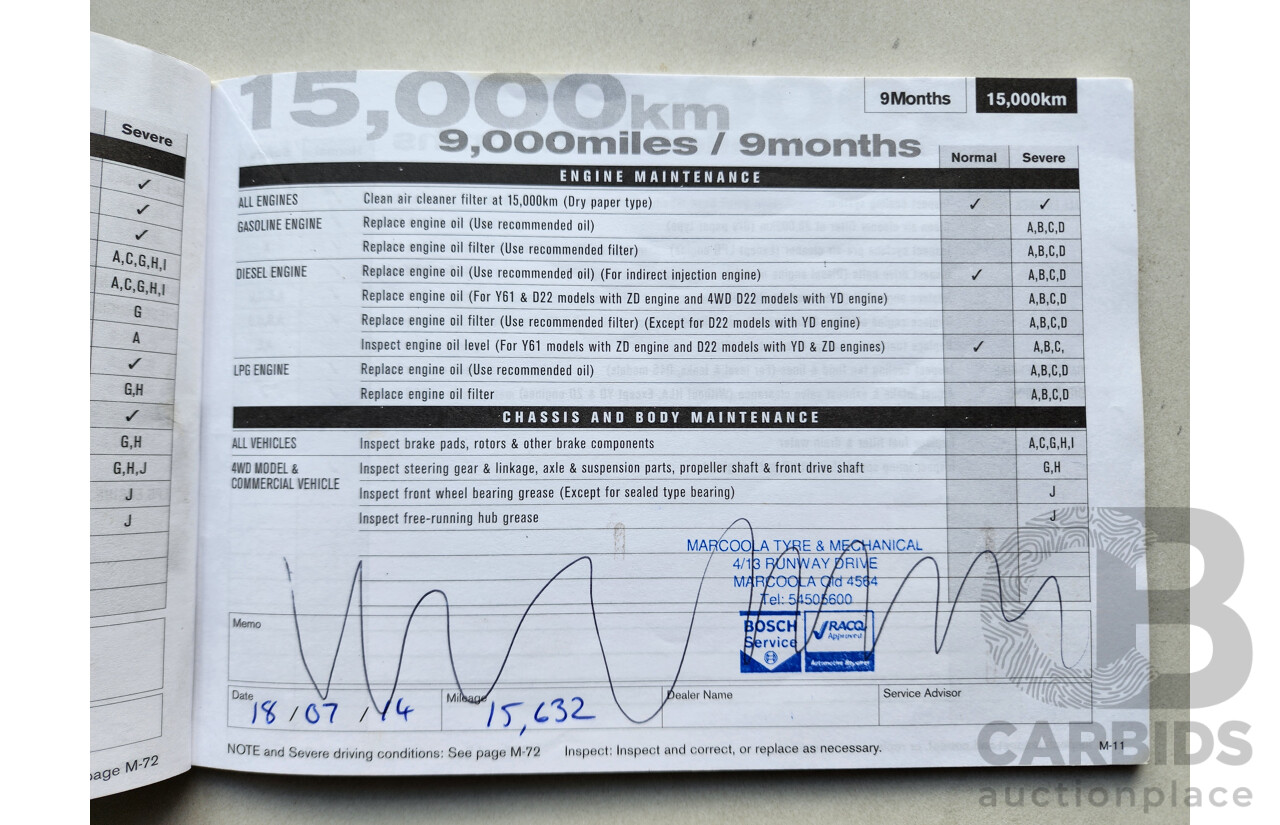 Severe
✓
✓
✓
A,C,G,H,I
A,C,G,H,I
G
A
✓
G,H
✓
G,H
G,H,J
J
J
page M-72
15,000km
9,000miles / 9months
9Months 15,000km
Normal Severe
ENGINE MAINTENANCE
ALL ENGINES Clean air cleaner filter at 15,000km (Dry paper type) ✓ ✓
GASOLINE ENGINE Replace engine oil (Use recommended oil) A,B,C,D
Replace engine oil filter (Use recommended filter) A,B,C,D
DIESEL ENGINE Replace engine oil (Use recommended oil) (For indirect injection engine) ✓ A,B,C,D
Replace engine oil (For Y61 & D22 models with ZD engine and 4WD D22 models with YD engine) A,B,C,D
Replace engine oil filter (Use recommended filter) (Except for D22 models with YD engine) A,B,C,D
Inspect engine oil level (For Y61 models with ZD engine and D22 models with YD & ZD engines) ✓ A,B,C,
LPG ENGINE Replace engine oil (Use recommended oil) A,B,C,D
Replace engine oil filter A,B,C,D
CHASSIS AND BODY MAINTENANCE
ALL VEHICLES Inspect brake pads, rotors & other brake components A,C,G,H,I
4WD MODEL & COMMERCIAL VEHICLE Inspect steering gear & linkage, axle & suspension parts, propeller shaft & front drive shaft G,H
Inspect front wheel bearing grease (Except for sealed type bearing) J
Inspect free-running hub grease J
MARCOOLA TYRE & MECHANICAL
4/13 RUNWAY DRIVE
MARCOOLA Qld 4564
Tel: 54505600
BOSCH
Service
RACQ
Approved
Automotive Repairer
Memo
Date 18 / 07 / 14
Mileage 15,632
Dealer Name
Service Advisor
NOTE and Severe driving conditions: See page M-72 Inspect: Inspect and correct, or replace as necessary.
M-11
CB
CARBIDS
auctionplace